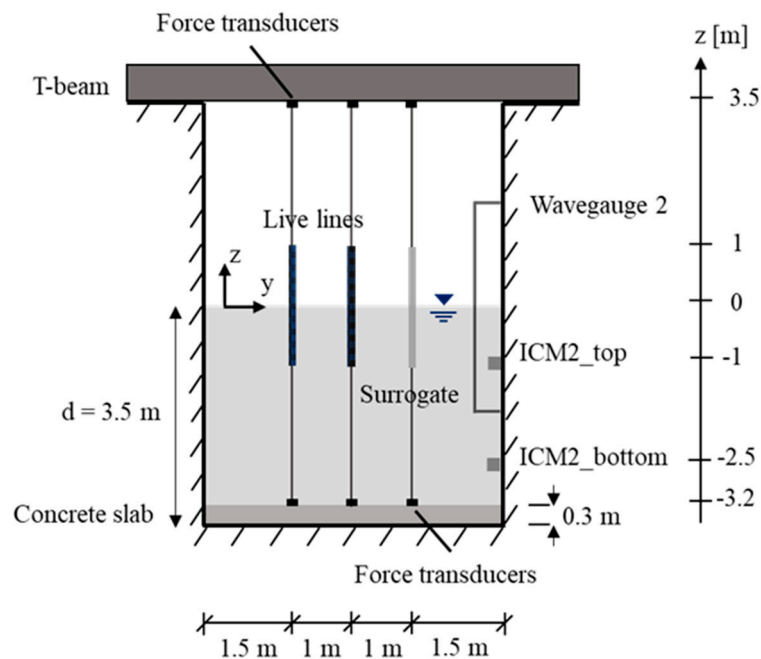 Force transducers
z [m]
T-beam
3.5
Wavegauge 2
Live lines
1
z
y
0
ICM2_top
-1
Surrogate
d = 3.5 m
ICM2_bottom
-2.5
-3.2
Concrete slab
0.3 m
Force transducers
1.5 m
1 m
1 m
1.5 m